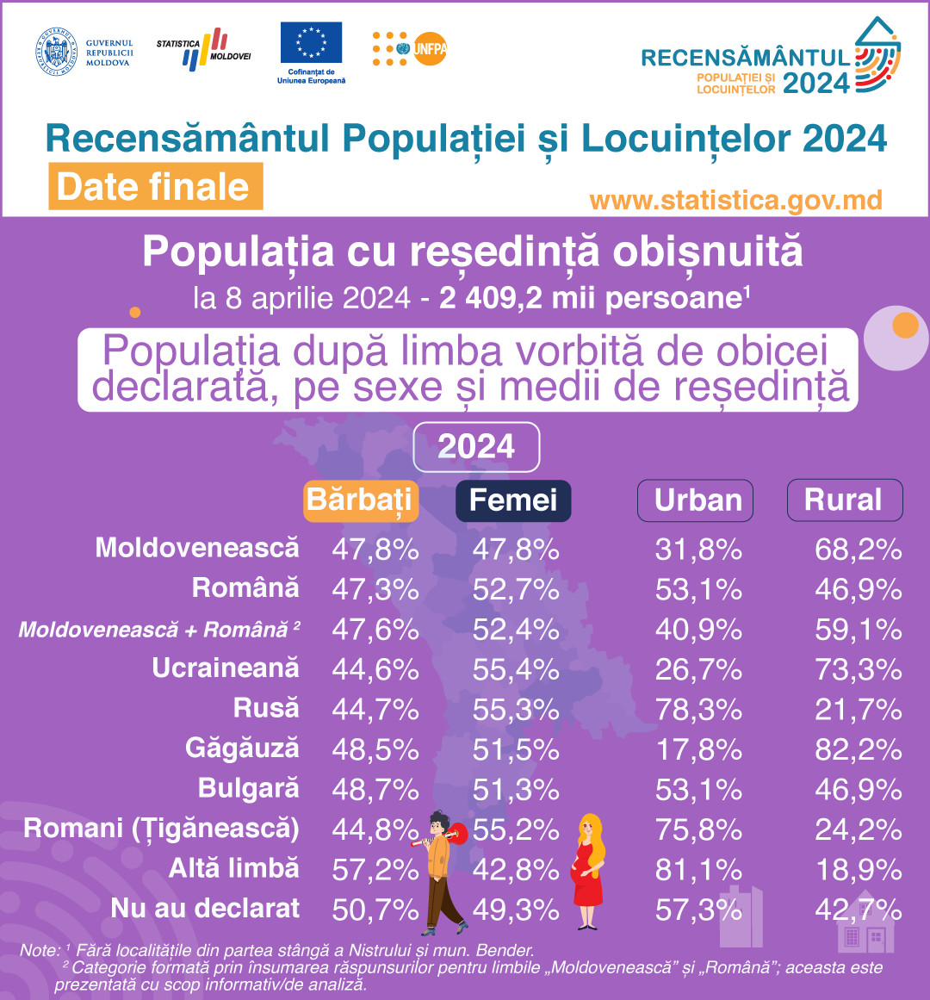 GUVERNUL
REPUBLICII
MOLDOVA
STATISTICA
MOLDOVEI
Cofinanțat de
Uniunea Europeană
UNFPA
RECENSĂMÂNTUL
POPULAȚIEI ȘI
LOCUINȚELOR 2024
Recensământul Populației și Locuințelor 2024
Date finale
www.statistica.gov.md
Populația cu reședință obișnuită
la 8 aprilie 2024 - 2 409,2 mii persoane¹
Populația după limba vorbită de obicei
declarată, pe sexe și medii de reședință
2024
Bărbați Femei Urban Rural
Moldovenească 47,8% 47,8% 31,8% 68,2%
Română 47,3% 52,7% 53,1% 46,9%
Moldovenească + Română ² 47,6% 52,4% 40,9% 59,1%
Ucraineană 44,6% 55,4% 26,7% 73,3%
Rusă 44,7% 55,3% 78,3% 21,7%
Găgăuză 48,5% 51,5% 17,8% 82,2%
Bulgară 48,7% 51,3% 53,1% 46,9%
Romani (Țigănească) 44,8% 55,2% 75,8% 24,2%
Altă limbă 57,2% 42,8% 81,1% 18,9%
Nu au declarat 50,7% 49,3% 57,3% 42,7%
Note: ¹ Fără localitățile din partea stângă a Nistrului și mun. Bender.
² Categorie formată prin însumarea răspunsurilor pentru limbile „Moldovenească” și „Română”; aceasta este
prezentată cu scop informativ/de analiză.